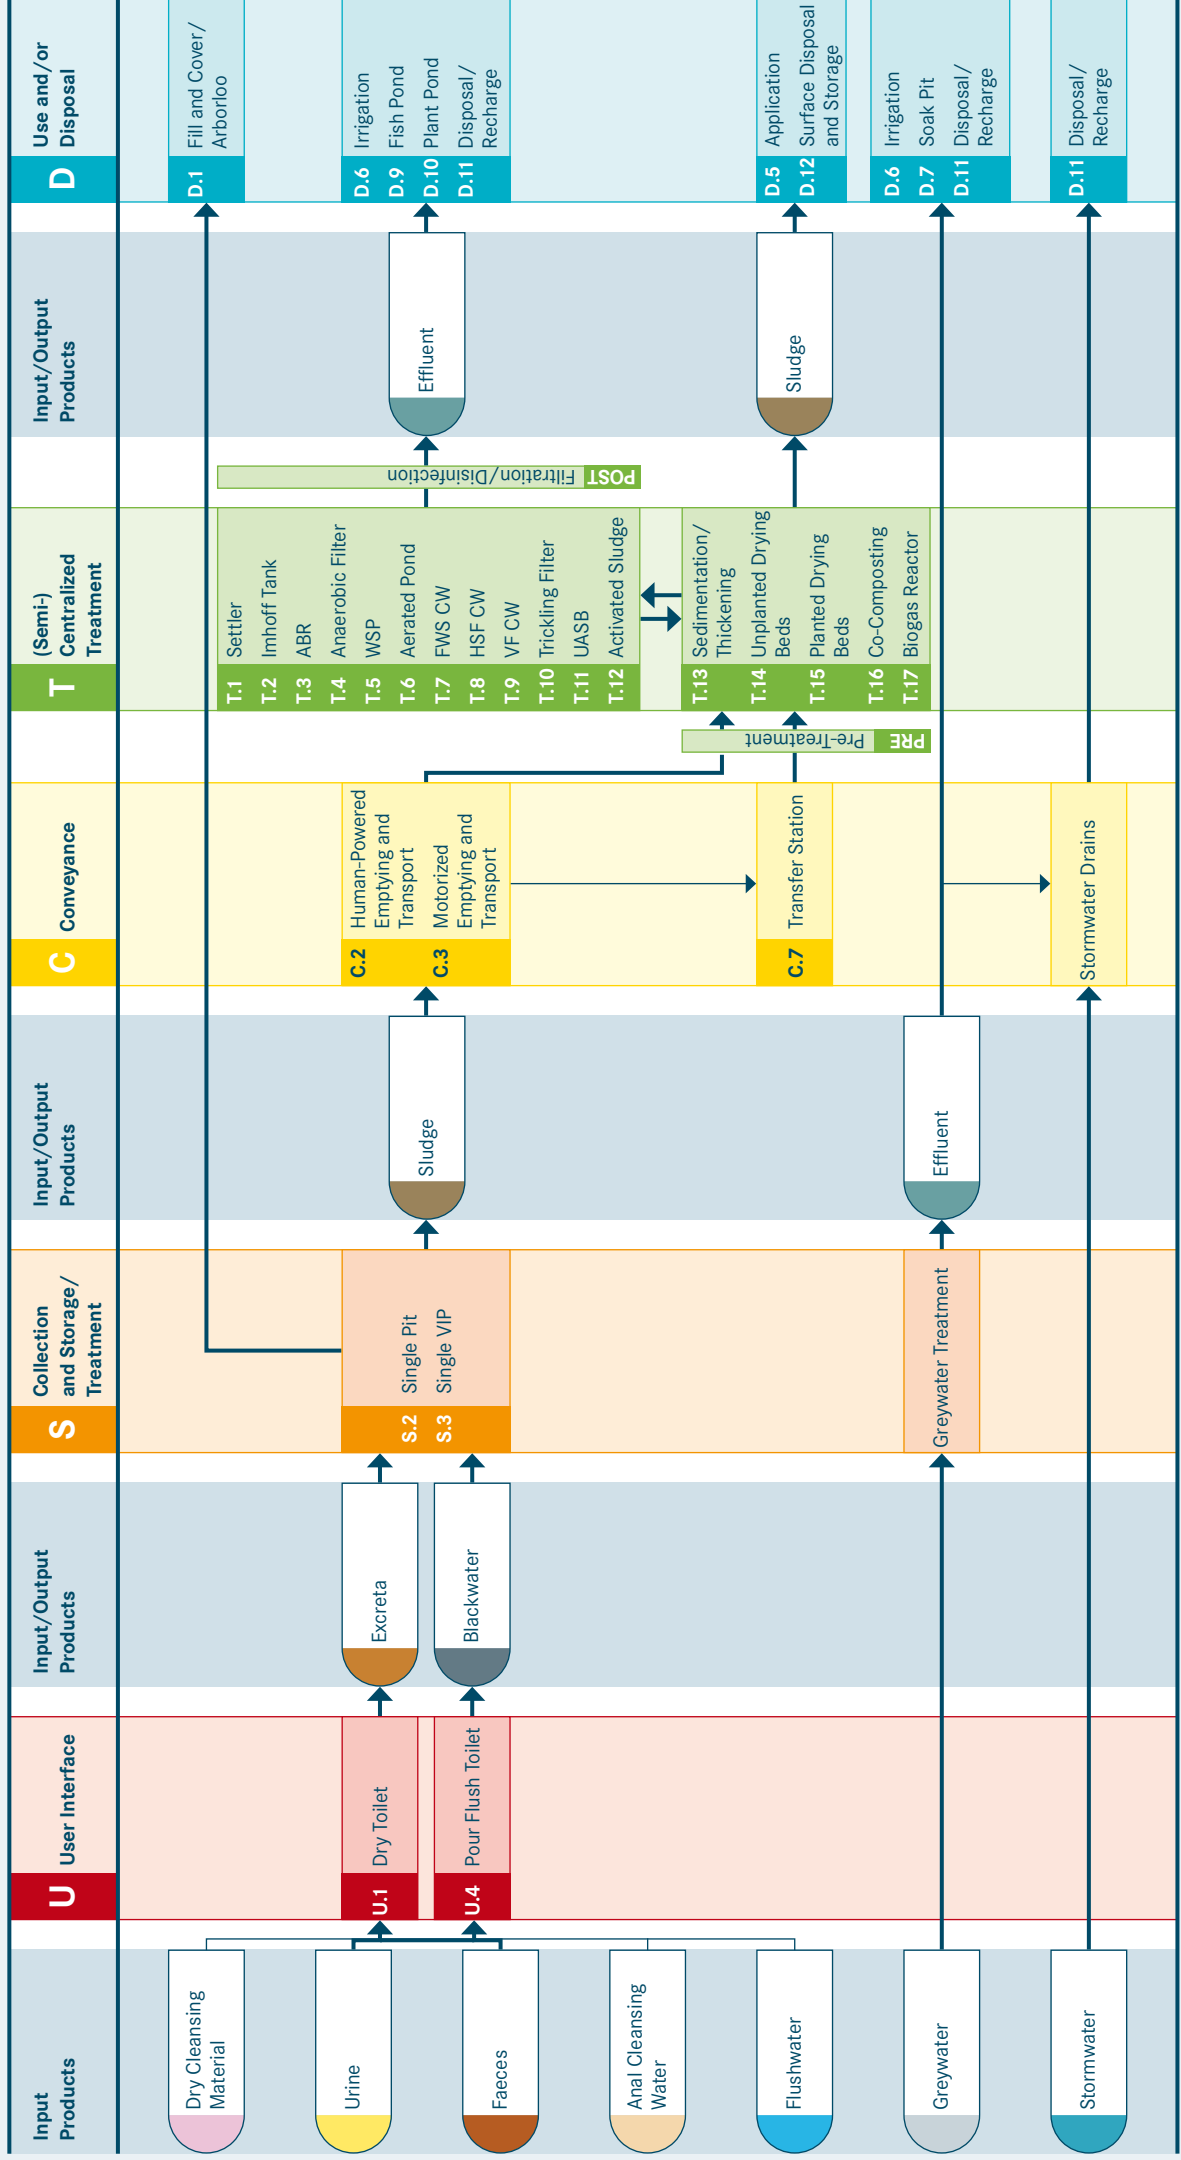 Input
Products
U
User Interface
Input/Output
Products
S
Collection
and Storage/
Treatment
Input/Output
Products
C
Conveyance
T
(Semi-)
Centralized
Treatment
Input/Output
Products
D
Use and/or
Disposal
Dry Cleansing
Material
Urine
Faeces
Anal Cleansing
Water
Flushwater
Greywater
Stormwater
U.1
Dry Toilet
U.4
Pour Flush Toilet
Excreta
Blackwater
S.2
Single Pit
S.3
Single VIP
Greywater Treatment
Sludge
Effluent
C.2
Human-Powered
Emptying and
Transport
C.3
Motorized
Emptying and
Transport
C.7
Transfer Station
Stormwater Drains
PRE
Pre-Treatment
T.1
Settler
T.2
Imhoff Tank
T.3
ABR
T.4
Anaerobic Filter
T.5
WSP
T.6
Aerated Pond
T.7
FWS CW
T.8
HSF CW
T.9
VF CW
T.10
Trickling Filter
T.11
UASB
T.12
Activated Sludge
T.13
Sedimentation/
Thickening
T.14
Unplanted Drying
Beds
T.15
Planted Drying
Beds
T.16
Co-Composting
T.17
Biogas Reactor
POST
Filtration/Disinfection
Effluent
Sludge
D.1
Fill and Cover/
Arborloo
D.6
Irrigation
D.9
Fish Pond
D.10
Plant Pond
D.11
Disposal/
Recharge
D.5
Application
D.12
Surface Disposal
and Storage
D.6
Irrigation
D.7
Soak Pit
D.11
Disposal/
Recharge
D.11
Disposal/
Recharge